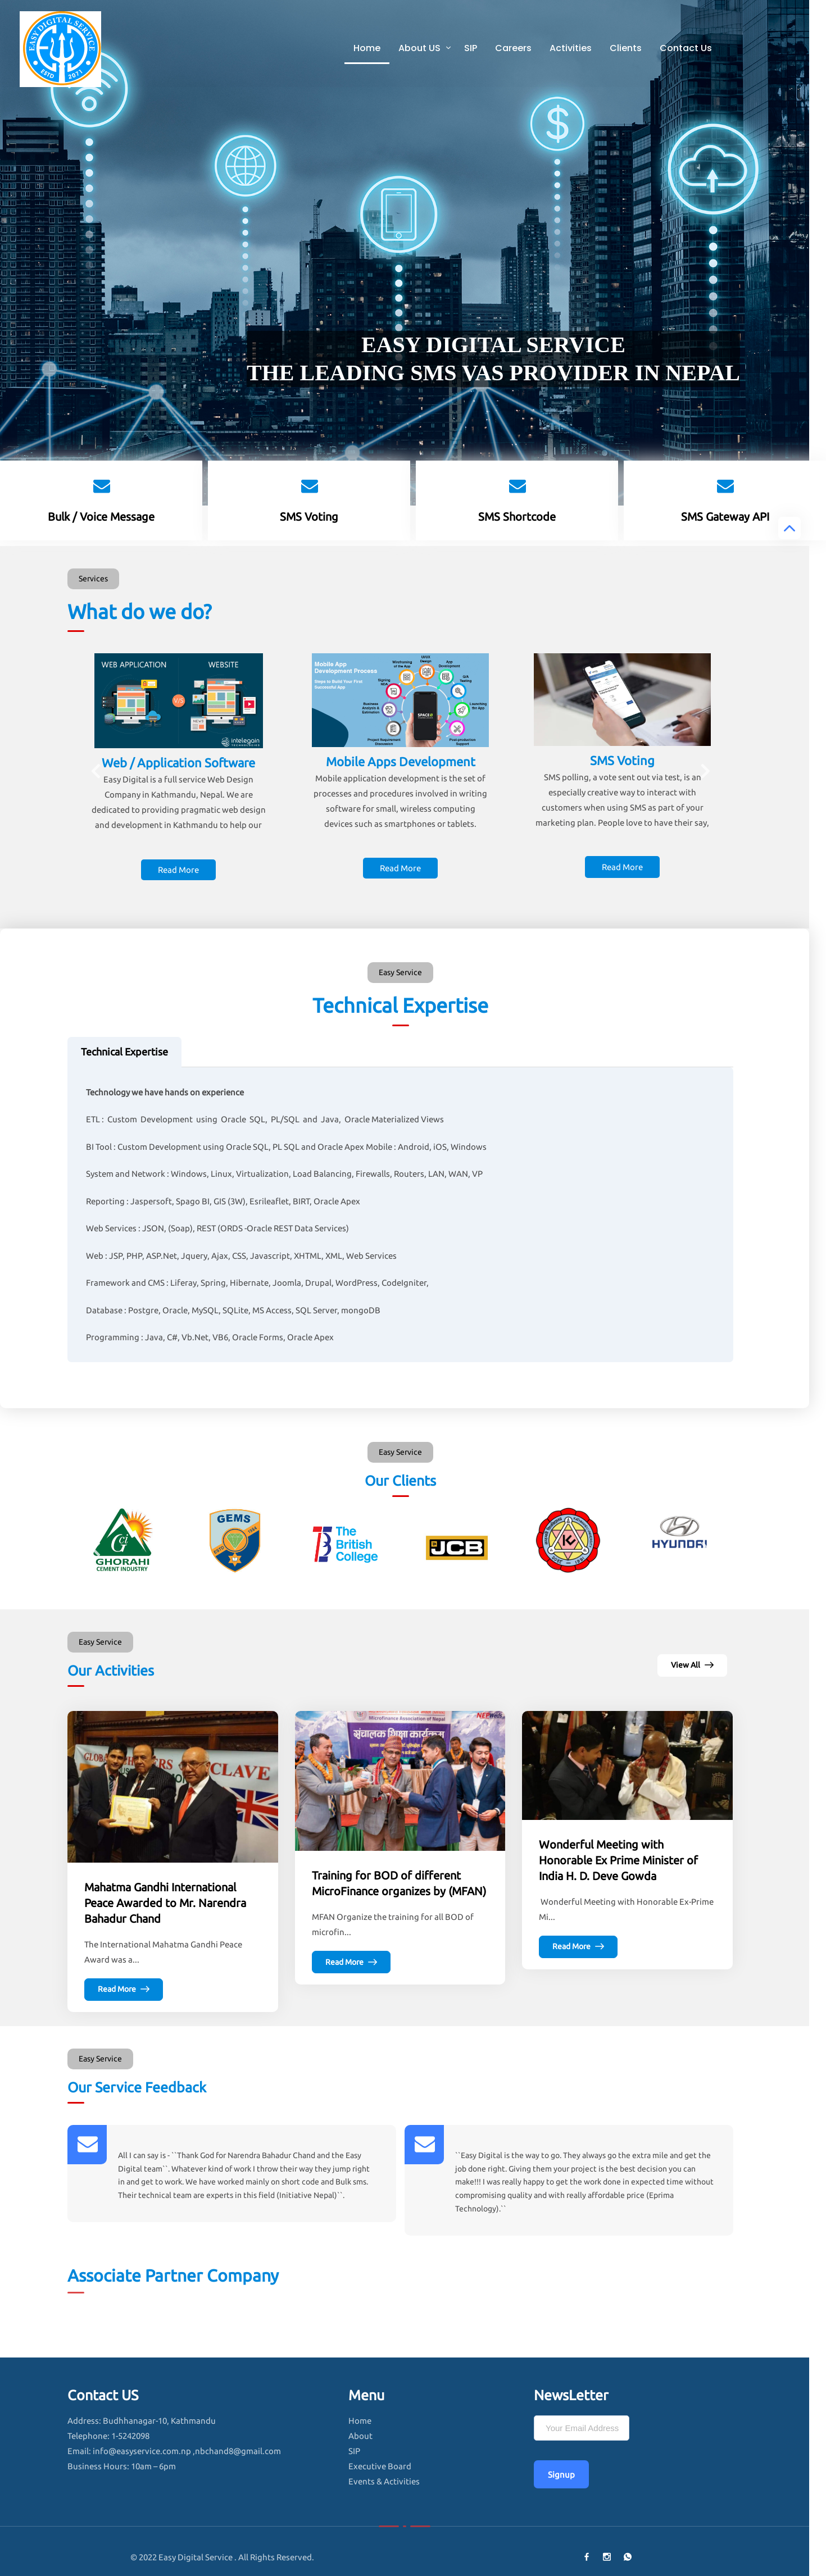 EASY DIGITAL SERVICE
ESTD 2071
Home
About US
SIP
Careers
Activities
Clients
Contact Us
EASY DIGITAL SERVICE
THE LEADING SMS VAS PROVIDER IN NEPAL
Bulk / Voice Message
SMS Voting
SMS Shortcode
SMS Gateway API
Services
What do we do?
WEB APPLICATION
WEBSITE
intelegain
TECHNOLOGIES
Web / Application Software
Easy Digital is a full service Web Design
Company in Kathmandu, Nepal. We are
dedicated to providing pragmatic web design
and development in Kathmandu to help our
Read More
Mobile App
Development Process
Steps to Build Your First
Successful App
Mobile Apps Development
Mobile application development is the set of
processes and procedures involved in writing
software for small, wireless computing
devices such as smartphones or tablets.
Read More
SMS Voting
SMS polling, a vote sent out via test, is an
especially creative way to interact with
customers when using SMS as part of your
marketing plan. People love to have their say,
Read More
Easy Service
Technical Expertise
Technical Expertise
Technology we have hands on experience
ETL : Custom Development using Oracle SQL, PL/SQL and Java, Oracle Materialized Views
BI Tool : Custom Development using Oracle SQL, PL SQL and Oracle Apex Mobile : Android, iOS, Windows
System and Network : Windows, Linux, Virtualization, Load Balancing, Firewalls, Routers, LAN, WAN, VP
Reporting : Jaspersoft, Spago BI, GIS (3W), Esrileaflet, BIRT, Oracle Apex
Web Services : JSON, (Soap), REST (ORDS -Oracle REST Data Services)
Web : JSP, PHP, ASP.Net, Jquery, Ajax, CSS, Javascript, XHTML, XML, Web Services
Framework and CMS : Liferay, Spring, Hibernate, Joomla, Drupal, WordPress, CodeIgniter,
Database : Postgre, Oracle, MySQL, SQLite, MS Access, SQL Server, mongoDB
Programming : Java, C#, Vb.Net, VB6, Oracle Forms, Oracle Apex
Easy Service
Our Clients
GHORAHI
CEMENT INDUSTRY
GEMS
The
British
College
JCB
HYUNDAI
Easy Service
Our Activities
View All
Mahatma Gandhi International
Peace Awarded to Mr. Narendra
Bahadur Chand
The International Mahatma Gandhi Peace
Award was a...
Read More
Training for BOD of different
MicroFinance organizes by (MFAN)
MFAN Organize the training for all BOD of
microfin...
Read More
Wonderful Meeting with
Honorable Ex Prime Minister of
India H. D. Deve Gowda
Wonderful Meeting with Honorable Ex-Prime
Mi...
Read More
Easy Service
Our Service Feedback
All I can say is - ``Thank God for Narendra Bahadur Chand and the Easy
Digital team``. Whatever kind of work I throw their way they jump right
in and get to work. We have worked mainly on short code and Bulk sms.
Their technical team are experts in this field (Initiative Nepal)``.
``Easy Digital is the way to go. They always go the extra mile and get the
job done right. Giving them your project is the best decision you can
make!!! I was really happy to get the work done in expected time without
compromising quality and with really affordable price (Eprima
Technology).``
Associate Partner Company
Contact US
Address: Budhhanagar-10, Kathmandu
Telephone: 1-5242098
Email: info@easyservice.com.np ,nbchand8@gmail.com
Business Hours: 10am – 6pm
Menu
Home
About
SIP
Executive Board
Events & Activities
NewsLetter
Your Email Address
Signup
© 2022 Easy Digital Service . All Rights Reserved.